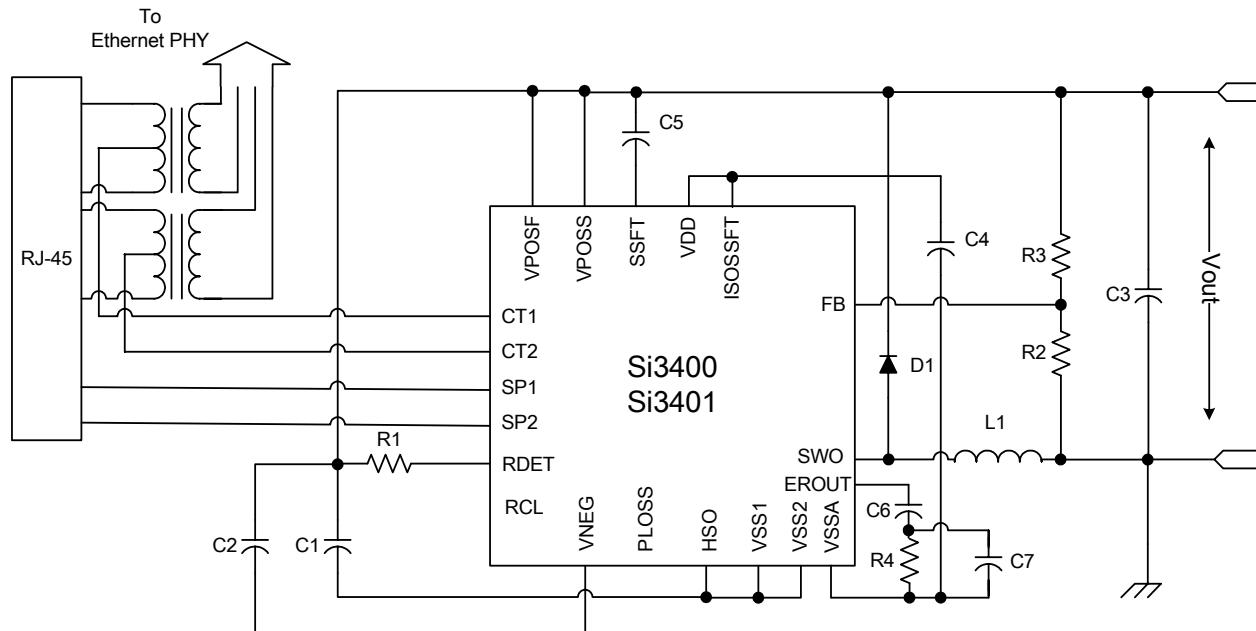 To
Ethernet PHY
RJ-45
C5
VPOSF
VPOSS
SSFT
VDD
ISOSSFT
C4
R3
C3
Vout
CT1
FB
CT2
R2
Si3400
Si3401
D1
SP1
SP2
L1
R1
RDET
SWO
EROUT
RCL
C6
VNEG
PLOSS
HSO
VSS1
VSS2
VSSA
C2
C1
R4
C7